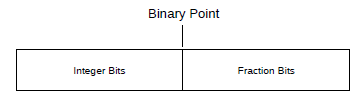 Binary Point
Integer Bits
Fraction Bits